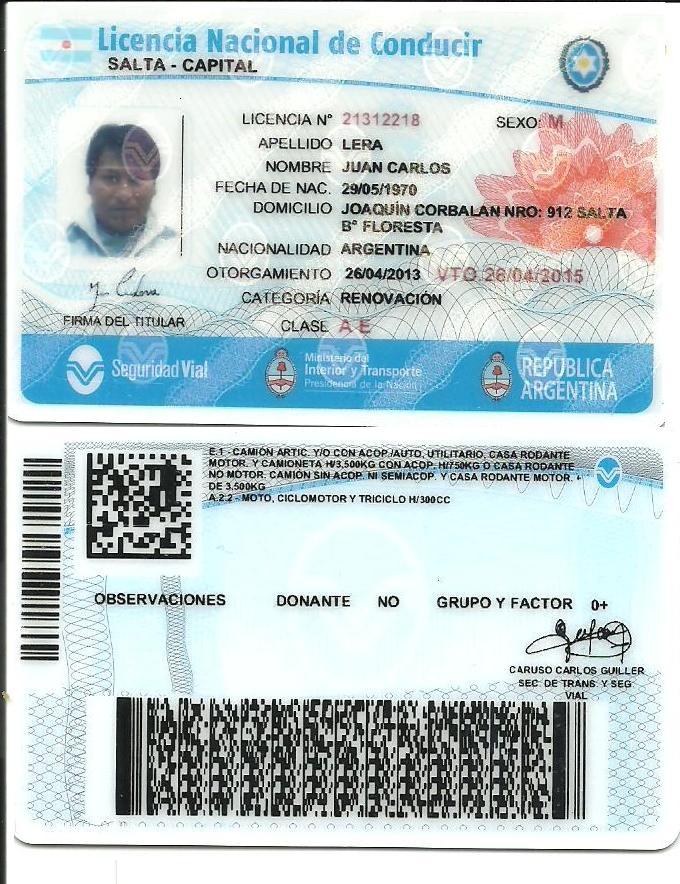 Licencia Nacional de Conducir
SALTA - CAPITAL
LICENCIA Nº 21312218 SEXO: M
APELLIDO LERA
NOMBRE JUAN CARLOS
FECHA DE NAC. 29/05/1970
DOMICILIO JOAQUÍN CORBALAN NRO: 912 SALTA
Bº FLORESTA
NACIONALIDAD ARGENTINA
OTORGAMIENTO 26/04/2013 VTO 26/04/2015
CATEGORÍA RENOVACIÓN
FIRMA DEL TITULAR
CLASE A E
Seguridad Vial
Ministerio del
Interior y Transporte
Presidencia de la Nación
REPÚBLICA
ARGENTINA
E.1 - CAMIÓN ARTIC. Y/O CON ACOP./AUTO, UTILITARIO, CASA RODANTE
MOTOR. Y CAMIONETA H/3,500KG CON ACOP. H/750KG O CASA RODANTE
NO MOTOR. CAMIÓN SIN ACOP. NI SEMIACOP. Y CASA RODANTE MOTOR. +
DE 3.500KG
A 2.2 - MOTO, CICLOMOTOR Y TRICICLO H/300CC
OBSERVACIONES DONANTE NO GRUPO Y FACTOR 0+
CARUSO CARLOS GUILLER
SEC. DE TRANS. Y SEG
VIAL